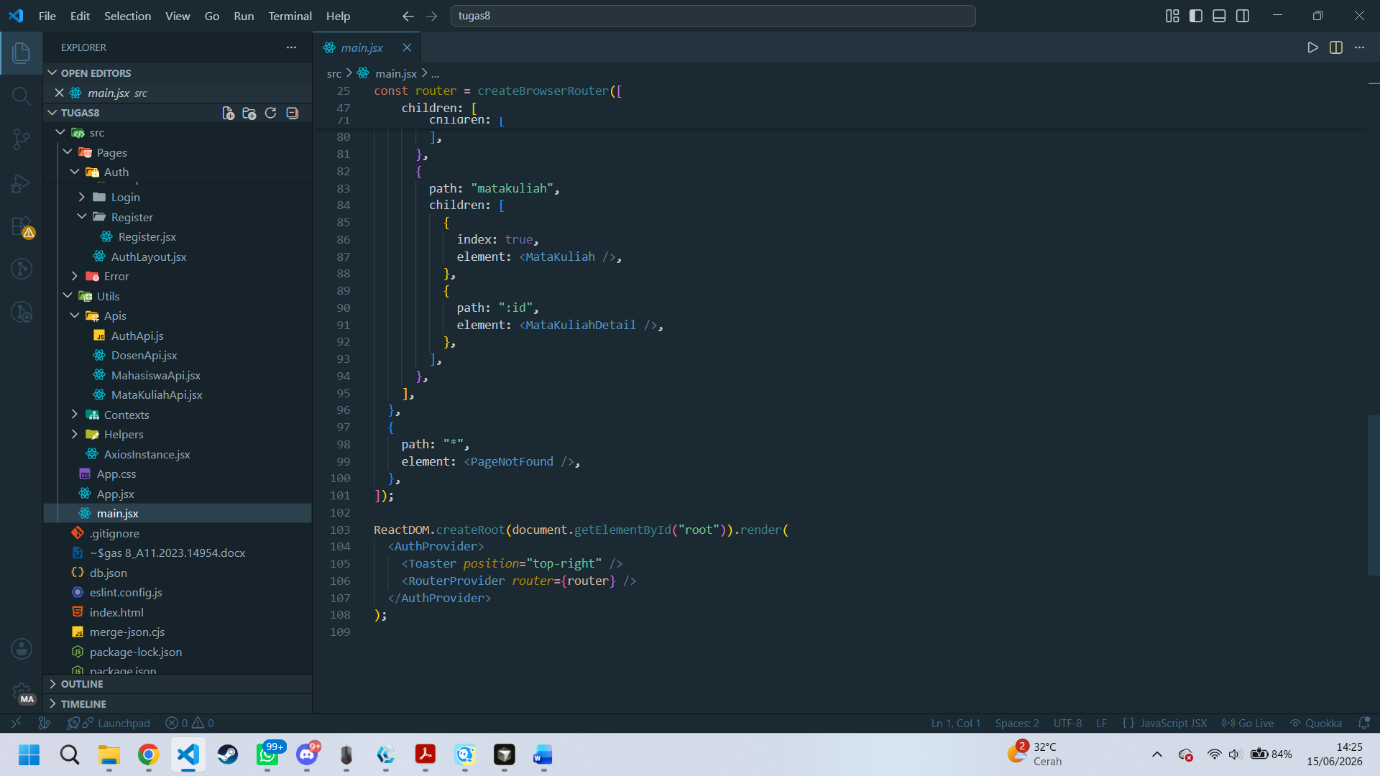 File Edit Selection View Go Run Terminal Help
tugas8
EXPLORER
OPEN EDITORS
main.jsx src
TUGAS8
src
Pages
Auth
Login
Register
Register.jsx
AuthLayout.jsx
Error
Utils
Apis
AuthApi.js
DosenApi.jsx
MahasiswaApi.jsx
MataKuliahApi.jsx
Contexts
Helpers
AxiosInstance.jsx
App.css
App.jsx
main.jsx
.gitignore
~$gas 8_A11.2023.14954.docx
db.json
eslint.config.js
index.html
merge-json.cjs
package-lock.json
package.json
OUTLINE
TIMELINE
main.jsx
src > main.jsx > ...
25 const router = createBrowserRouter([
47 children: [
71 children: [
80 ],
81 },
82 {
83 path: "matakuliah",
84 children: [
85 {
86 index: true,
87 element: <MataKuliah />,
88 },
89 {
90 path: ":id",
91 element: <MataKuliahDetail />,
92 },
93 ],
94 },
95 ],
96 },
97 {
98 path: "*",
99 element: <PageNotFound />,
100 },
101 ]);
102
103 ReactDOM.createRoot(document.getElementById("root")).render(
104 <AuthProvider>
105 <Toaster position="top-right" />
106 <RouterProvider router={router} />
107 </AuthProvider>
108 );
109
MA
Launchpad 0 0 Ln 1, Col 1 Spaces: 2 UTF-8 LF { } JavaScript JSX Go Live Quokka
99+ 9+
2 32°C
Cerah
84%
14:25
15/06/2026